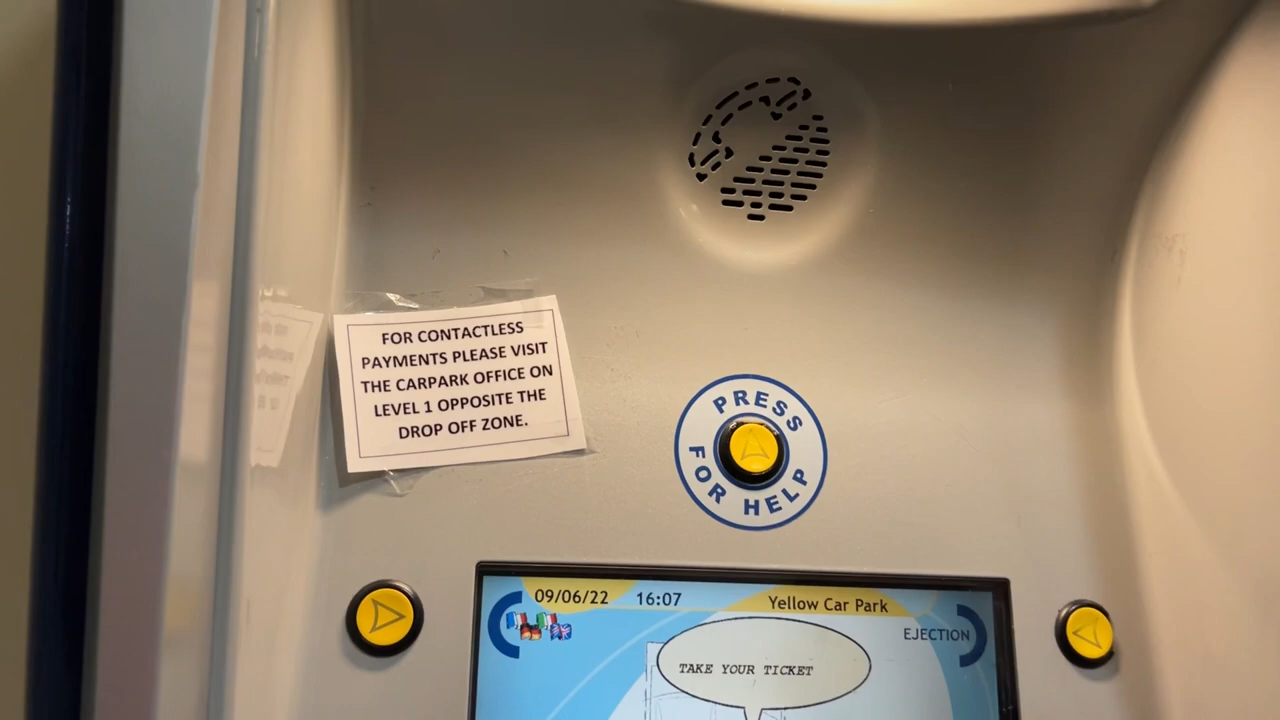 FOR CONTACTLESS
PAYMENTS PLEASE VISIT
THE CARPARK OFFICE ON
LEVEL 1 OPPOSITE THE
DROP OFF ZONE.
PRESS
FOR HELP
09/06/22 16:07 Yellow Car Park
EJECTION
TAKE YOUR TICKET